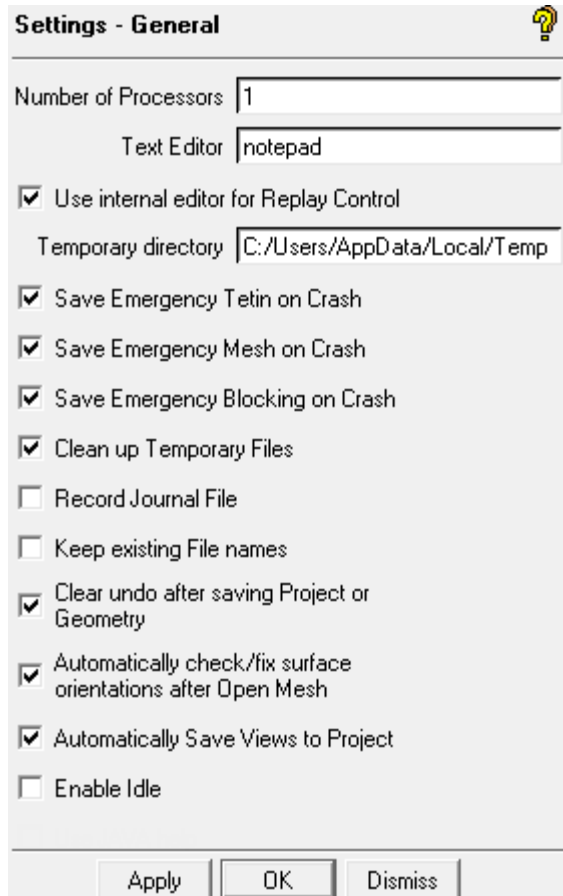 Settings - General
Number of Processors 1
Text Editor notepad
Use internal editor for Replay Control
Temporary directory C:/Users/AppData/Local/Temp
Save Emergency Tetin on Crash
Save Emergency Mesh on Crash
Save Emergency Blocking on Crash
Clean up Temporary Files
Record Journal File
Keep existing File names
Clear undo after saving Project or
Geometry
Automatically check/fix surface
orientations after Open Mesh
Automatically Save Views to Project
Enable Idle
Apply OK Dismiss